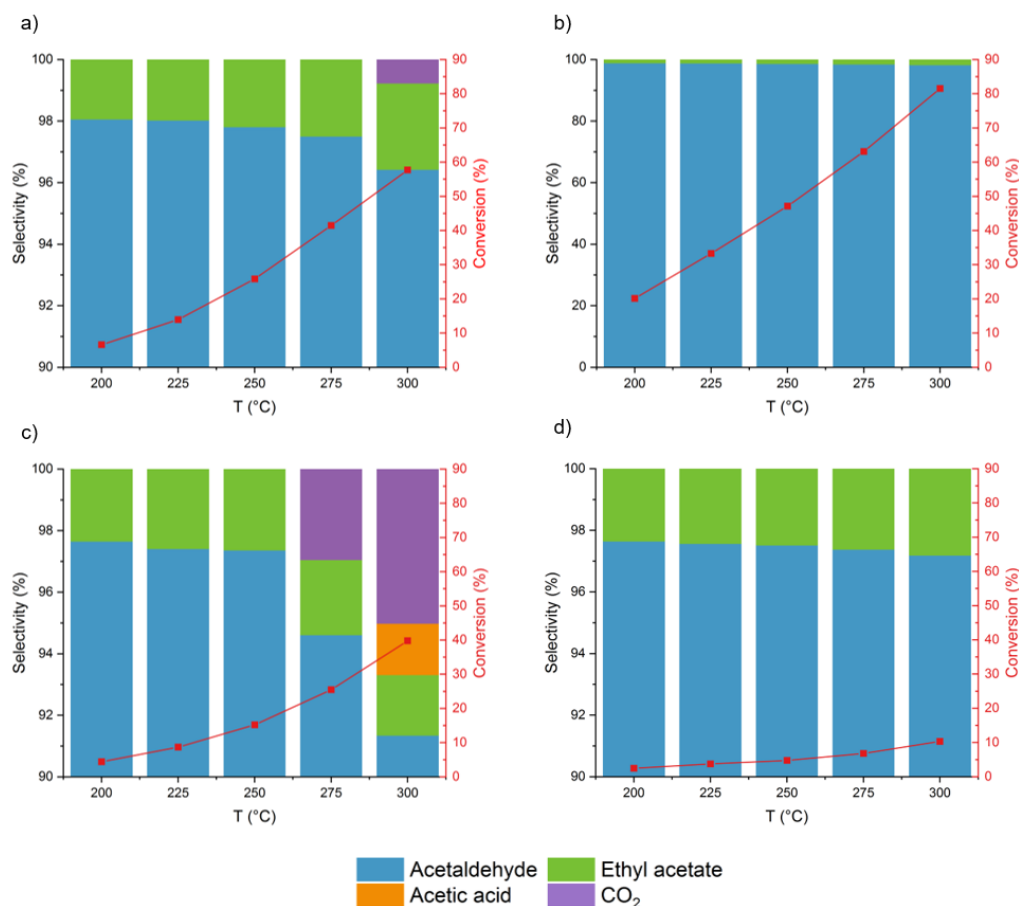 a)
100
98
96
94
92
90
Selectivity (%)
90
80
70
60
50
40
30
20
10
0
Conversion (%)
200 225 250 275 300
T (°C)
b)
100
80
60
40
20
0
Selectivity (%)
90
80
70
60
50
40
30
20
10
0
Conversion (%)
200 225 250 275 300
T (°C)
c)
100
98
96
94
92
90
Selectivity (%)
90
80
70
60
50
40
30
20
10
0
Conversion (%)
200 225 250 275 300
T (°C)
d)
100
98
96
94
92
90
Selectivity (%)
90
80
70
60
50
40
30
20
10
0
Conversion (%)
200 225 250 275 300
T (°C)
Acetaldehyde Ethyl acetate
Acetic acid CO₂